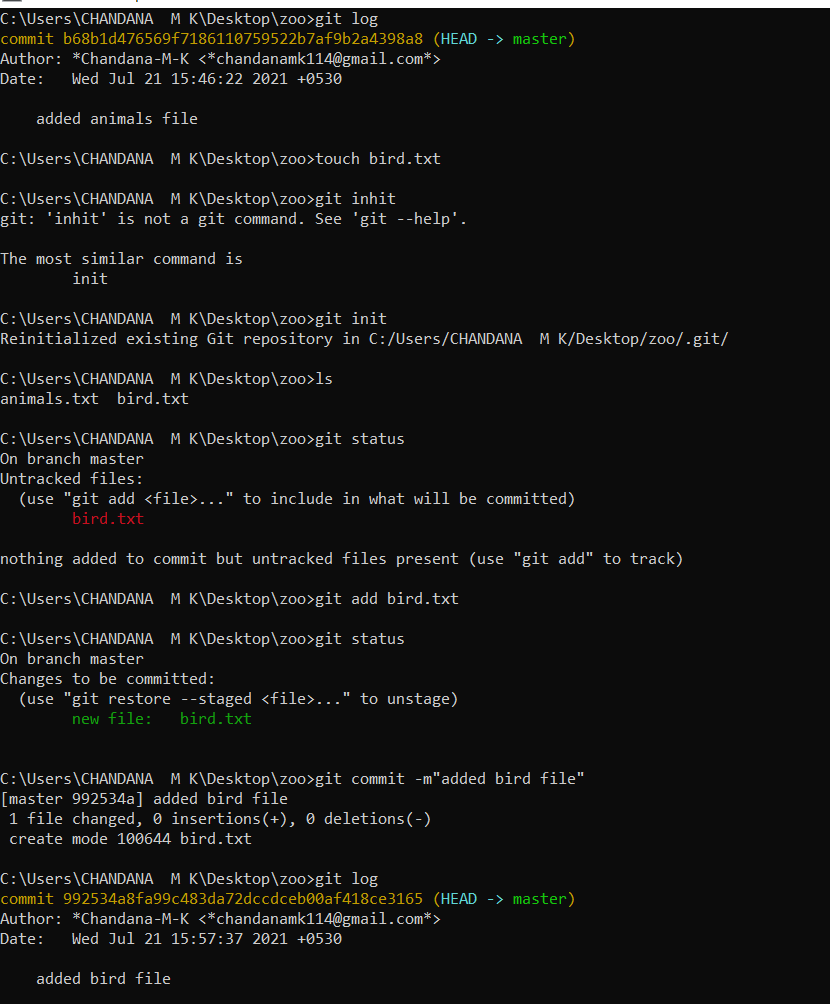 C:\Users\CHANDANA  M K\Desktop\zoo>git log
commit b68b1d476569f7186110759522b7af9b2a4398a8 (HEAD -> master)
Author: *Chandana-M-K <*chandanamk114@gmail.com*>
Date:   Wed Jul 21 15:46:22 2021 +0530
    added animals file
C:\Users\CHANDANA  M K\Desktop\zoo>touch bird.txt
C:\Users\CHANDANA  M K\Desktop\zoo>git inhit
git: 'inhit' is not a git command. See 'git --help'.
The most similar command is
        init
C:\Users\CHANDANA  M K\Desktop\zoo>git init
Reinitialized existing Git repository in C:/Users/CHANDANA  M K/Desktop/zoo/.git/
C:\Users\CHANDANA  M K\Desktop\zoo>ls
animals.txt  bird.txt
C:\Users\CHANDANA  M K\Desktop\zoo>git status
On branch master
Untracked files:
  (use "git add <file>..." to include in what will be committed)
        bird.txt
nothing added to commit but untracked files present (use "git add" to track)
C:\Users\CHANDANA  M K\Desktop\zoo>git add bird.txt
C:\Users\CHANDANA  M K\Desktop\zoo>git status
On branch master
Changes to be committed:
  (use "git restore --staged <file>..." to unstage)
        new file:   bird.txt
C:\Users\CHANDANA  M K\Desktop\zoo>git commit -m"added bird file"
[master 992534a] added bird file
 1 file changed, 0 insertions(+), 0 deletions(-)
 create mode 100644 bird.txt
C:\Users\CHANDANA  M K\Desktop\zoo>git log
commit 992534a8fa99c483da72dccdceb00af418ce3165 (HEAD -> master)
Author: *Chandana-M-K <*chandanamk114@gmail.com*>
Date:   Wed Jul 21 15:57:37 2021 +0530
    added bird file